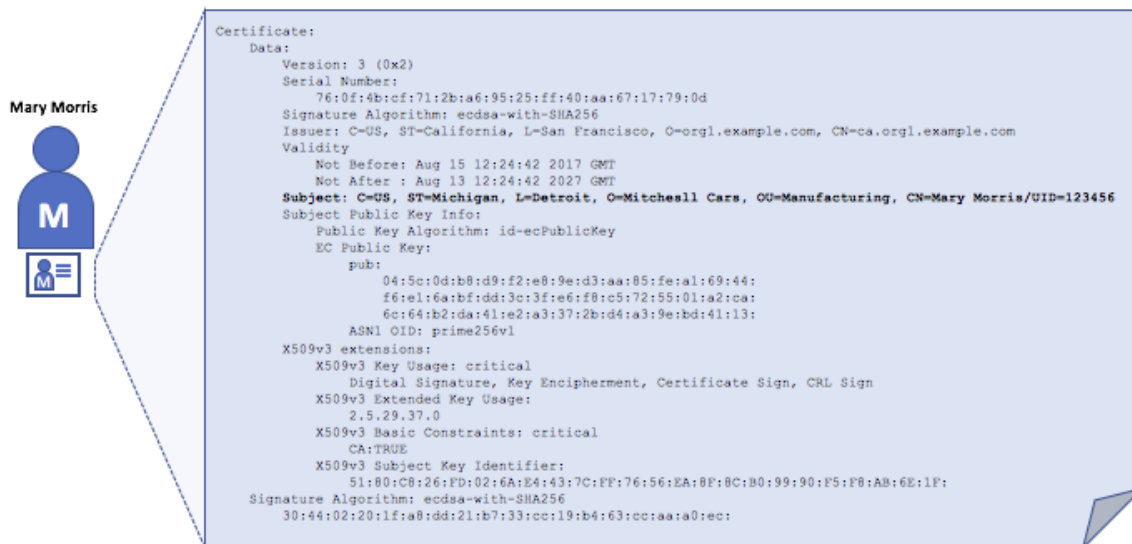 Mary Morris
M
M
Certificate:
Data:
Version: 3 (0x2)
Serial Number:
76:0f:4b:cf:71:2b:a6:95:25:ff:40:aa:67:17:79:0d
Signature Algorithm: ecdsa-with-SHA256
Issuer: C=US, ST=California, L=San Francisco, O=org1.example.com, CN=ca.org1.example.com
Validity
Not Before: Aug 15 12:24:42 2017 GMT
Not After : Aug 13 12:24:42 2027 GMT
Subject: C=US, ST=Michigan, L=Detroit, O=Mitchesll Cars, OU=Manufacturing, CN=Mary Morris/UID=123456
Subject Public Key Info:
Public Key Algorithm: id-ecPublicKey
EC Public Key:
pub:
04:5c:0d:b8:d9:f2:e8:9e:d3:aa:85:fe:a1:69:44:
f6:e1:6a:bf:dd:3c:3f:e6:f8:c5:72:55:01:a2:ca:
6c:64:b2:da:41:e2:a3:37:2b:d4:a3:9e:bd:41:13:
ASN1 OID: prime256v1
X509v3 extensions:
X509v3 Key Usage: critical
Digital Signature, Key Encipherment, Certificate Sign, CRL Sign
X509v3 Extended Key Usage:
2.5.29.37.0
X509v3 Basic Constraints: critical
CA:TRUE
X509v3 Subject Key Identifier:
51:80:C8:26:FD:02:6A:E4:43:7C:FF:76:56:EA:8F:8C:B0:99:90:F5:F8:AB:6E:1F:
Signature Algorithm: ecdsa-with-SHA256
30:44:02:20:1f:a8:dd:21:b7:33:cc:19:b4:63:cc:aa:a0:ec: